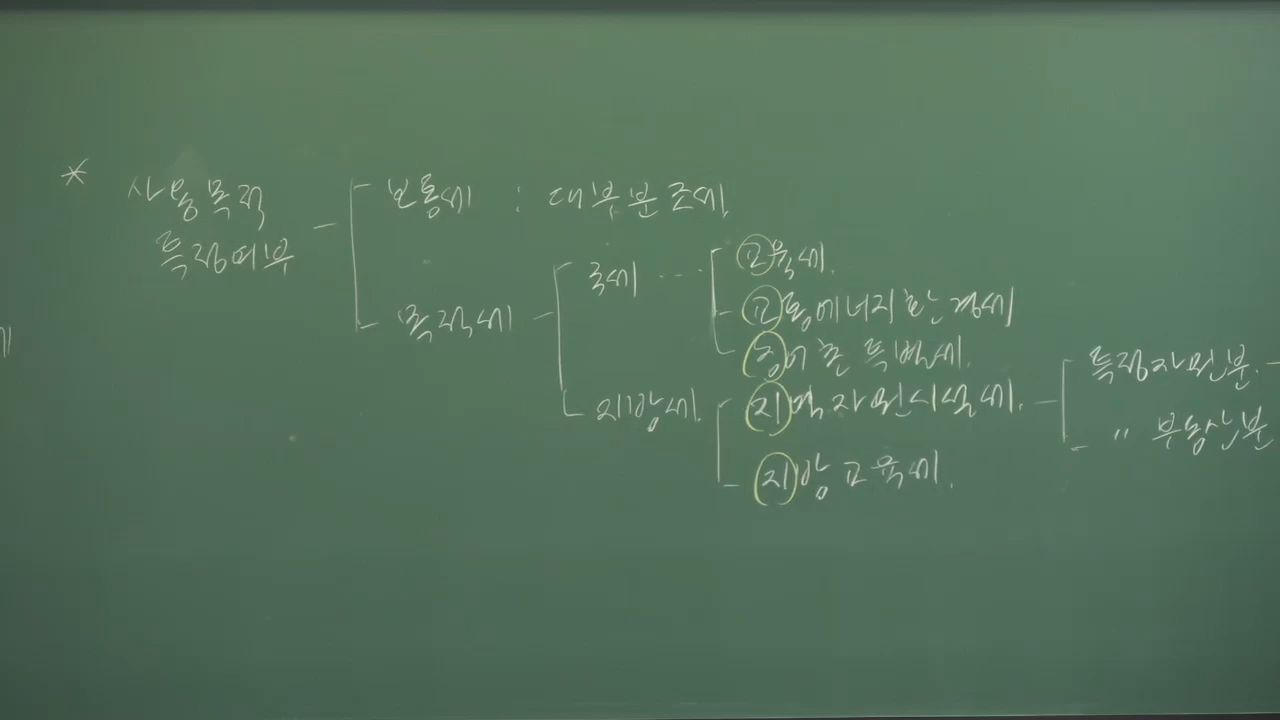 * 사용목적
특정여부
보통세 : 대부분 조세.
목적세
국세 ···
교육세.
교통에너지환경세
농어촌 특별세.
지방세.
지역자원시설세.
특정자원분.
〃 부동산분
지방교육세.